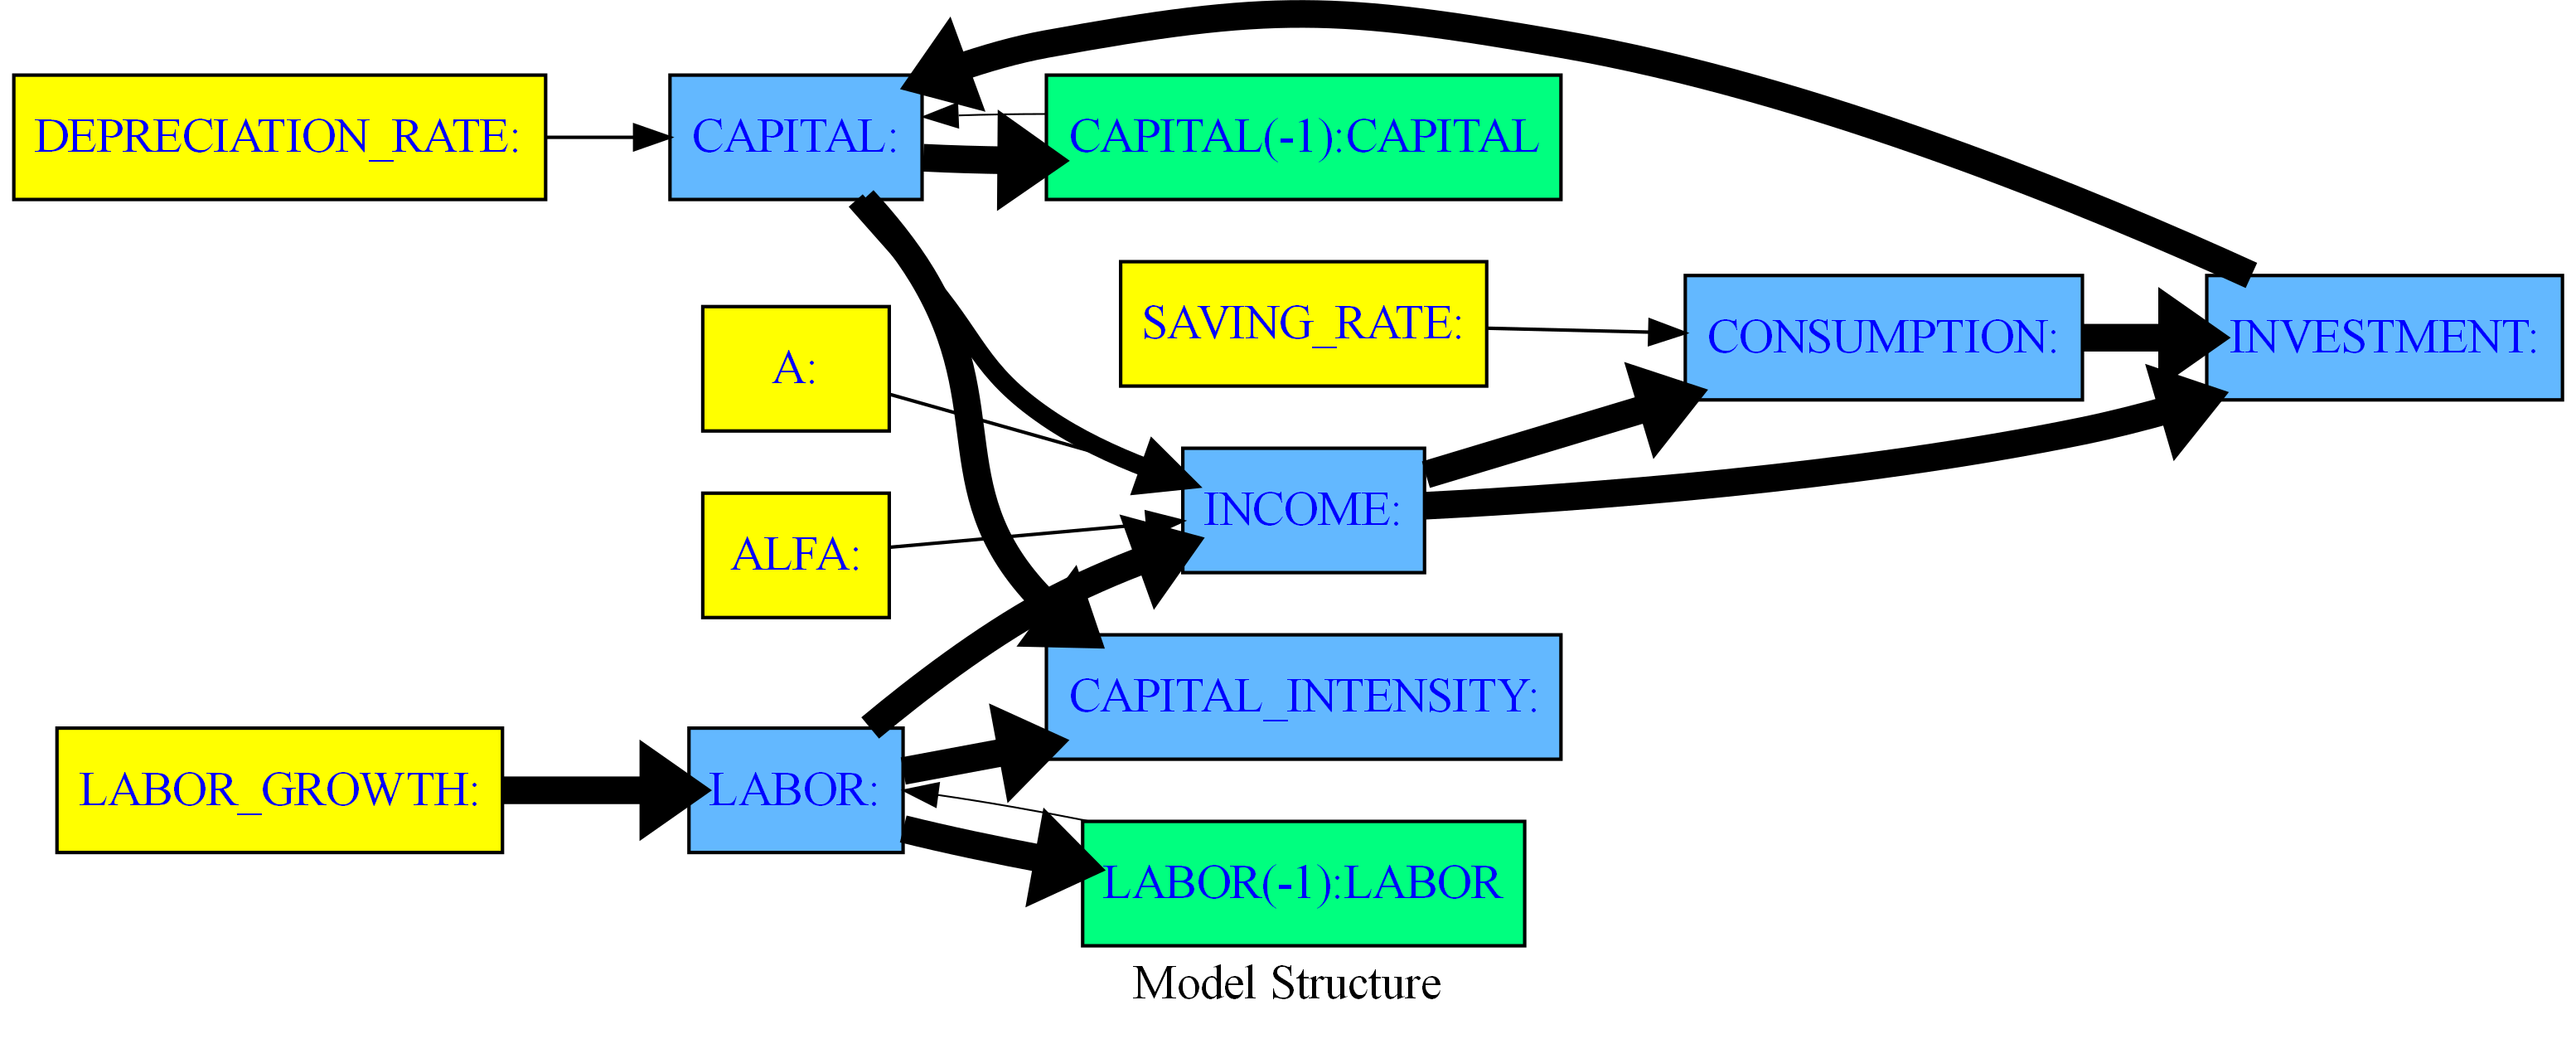 DEPRECIATION_RATE:
CAPITAL:
CAPITAL(-1):CAPITAL
SAVING_RATE:
CONSUMPTION:
INVESTMENT:
A:
INCOME:
ALFA:
CAPITAL_INTENSITY:
LABOR_GROWTH:
LABOR:
LABOR(-1):LABOR
Model Structure